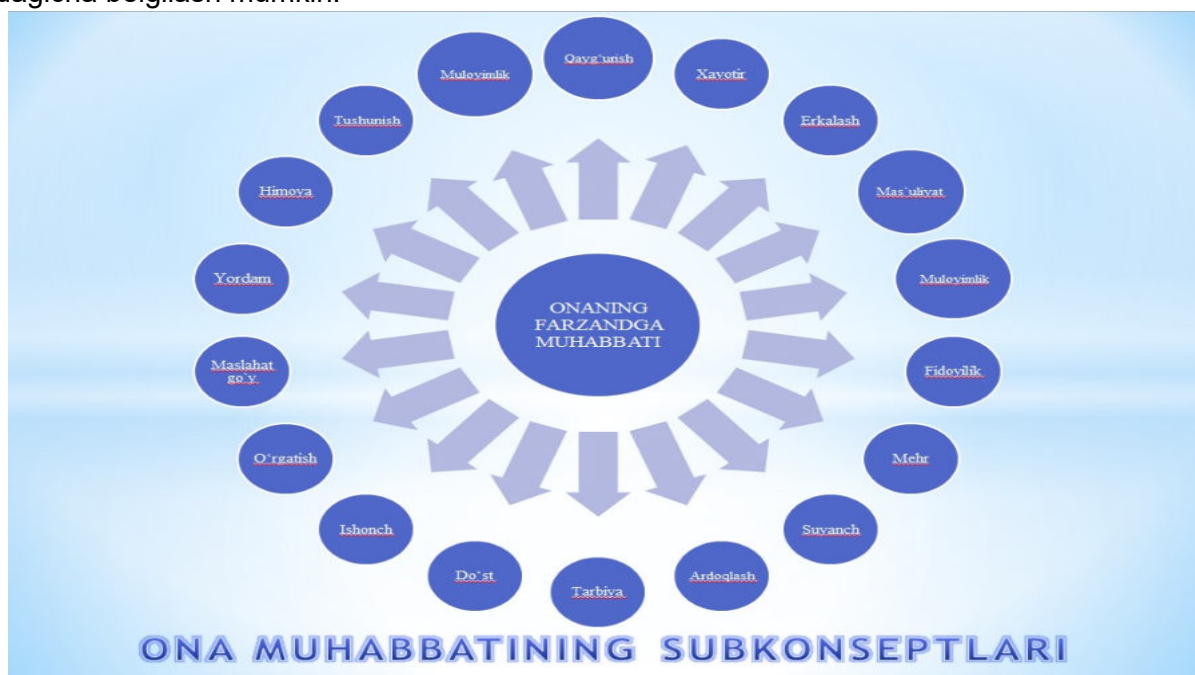 Qayg‘urish
Xavotir
Erkalash
Mas`uliyat
Muloyimlik
Fidoyilik
Mehr
Suyanch
Ardoqlash
Tarbiya
Do`st
Ishonch
O‘rgatish
Maslahat
go`y
Yordam
Himoya
Tushunish
Muloyimlik
ONANING
FARZANDGA
MUHABBATI
ONA MUHABBATINING SUBKONSEPTLARI